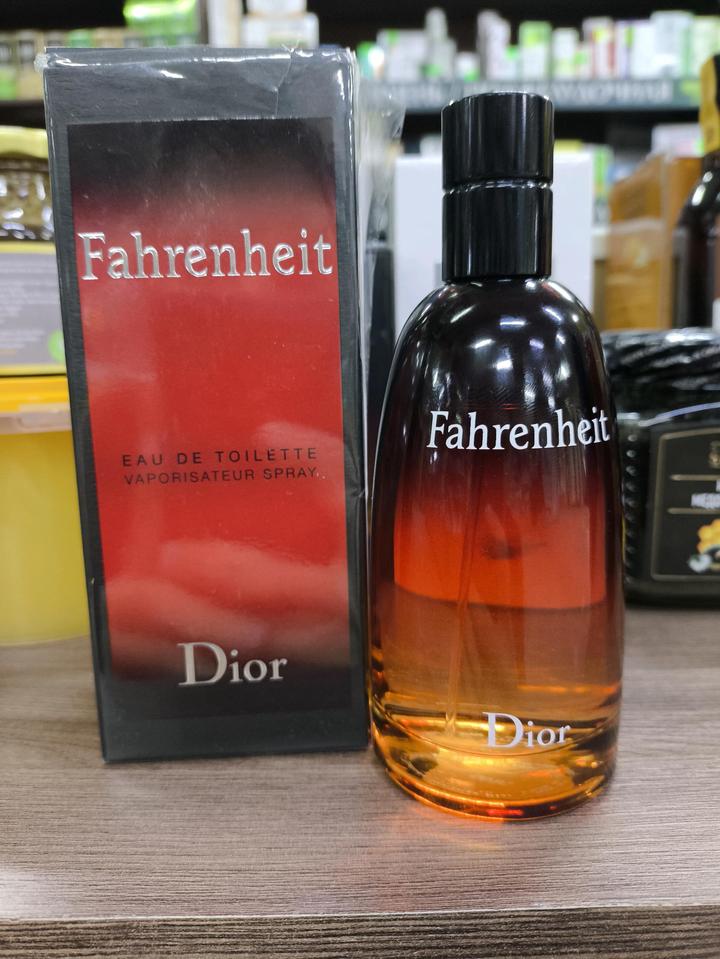 Fahrenheit
EAU DE TOILETTE
VAPORISATEUR SPRAY
Dior
Fahrenheit
Dior